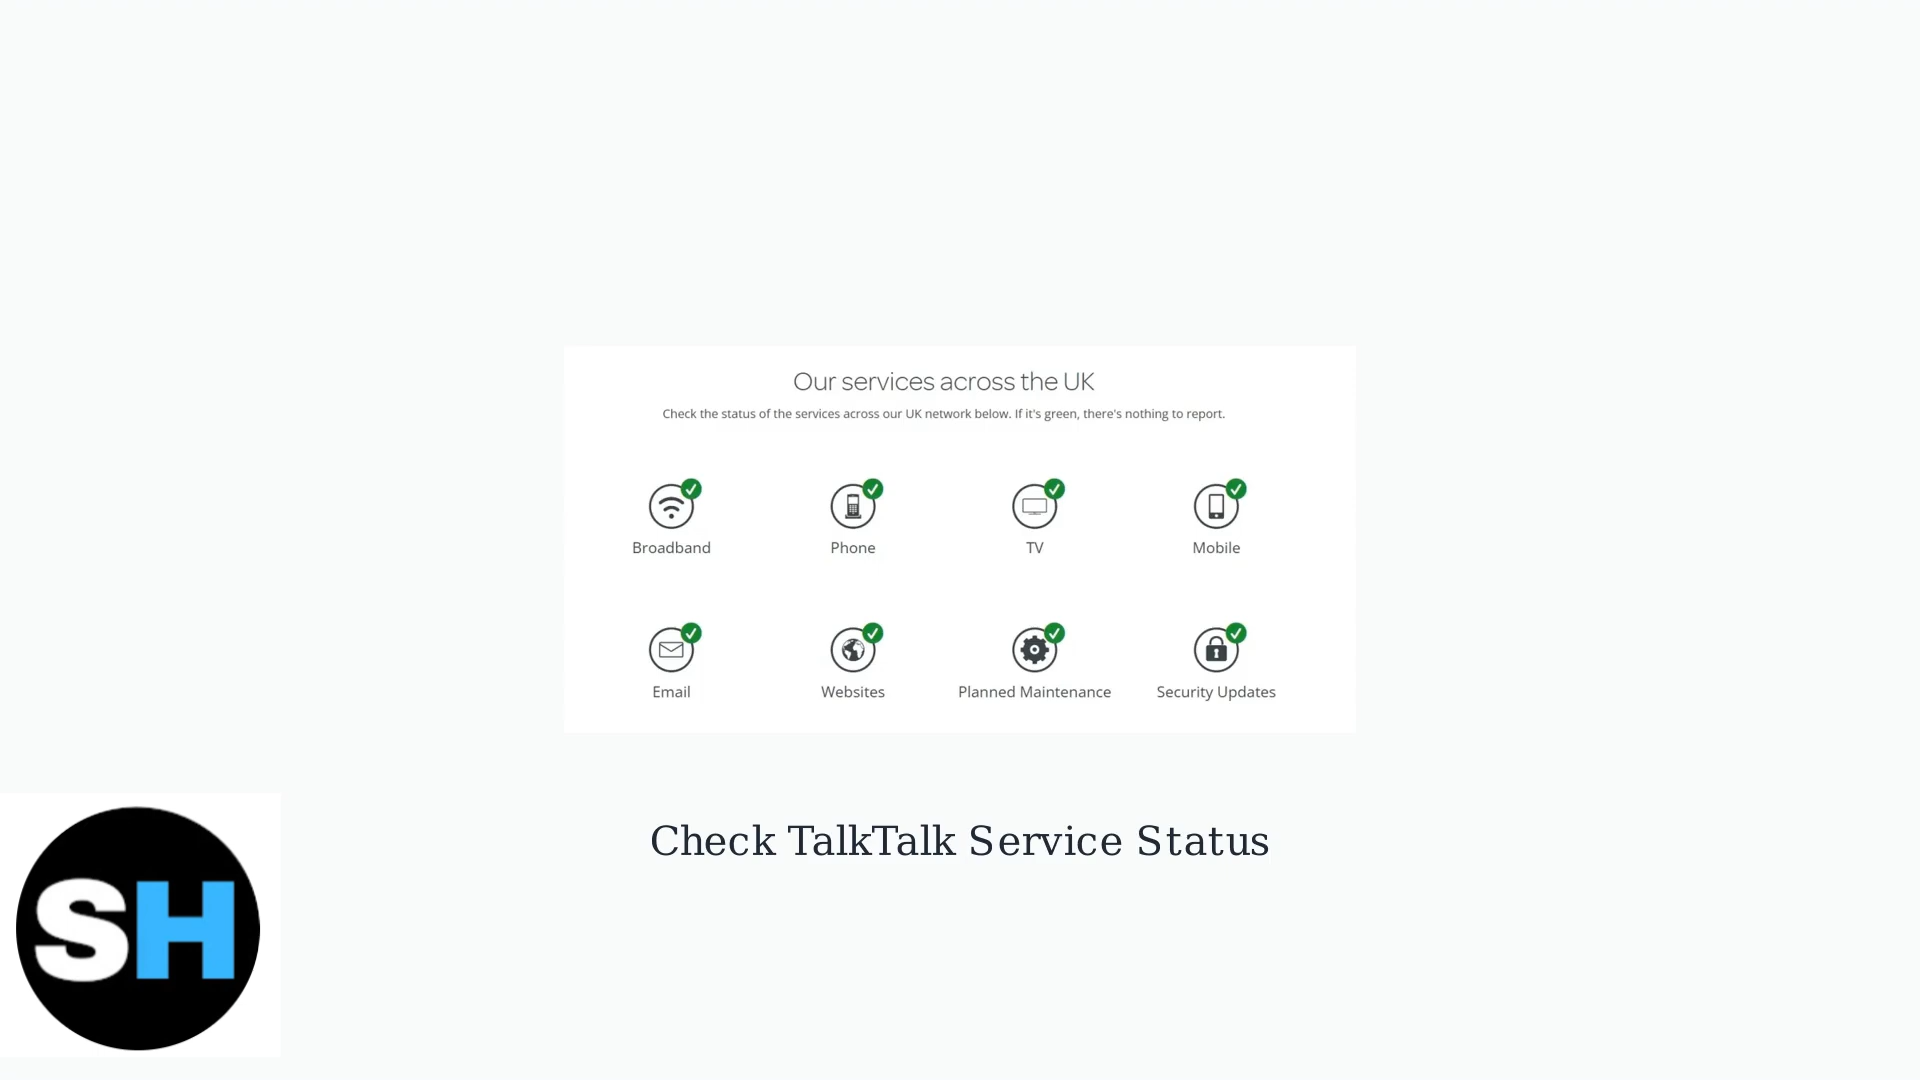 Our services across the UK
Check the status of the services across our UK network below. If it's green, there's nothing to report.
Broadband
Phone
TV
Mobile
Email
Websites
Planned Maintenance
Security Updates
Check TalkTalk Service Status
SH